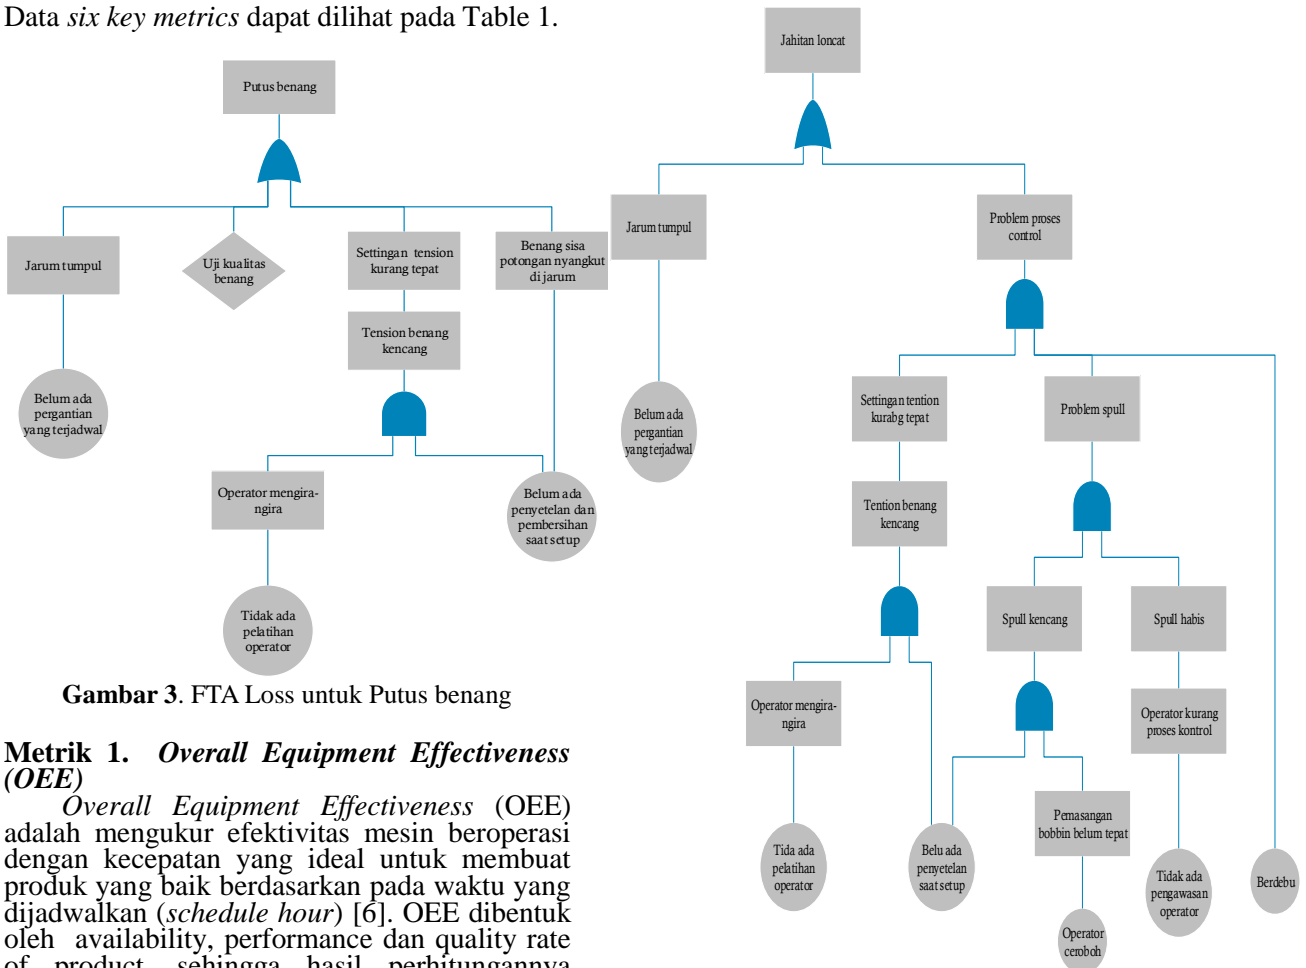 Data six key metrics dapat dilihat pada Table 1.
Putus benang
Jarum tumpul
Uji kualitas
benang
Settingan tension
kurang tepat
Benang sisa
potongan nyangkut
di jarum
Tension benang
kencang
Belum ada
pergantian
yang terjadwal
Operator mengira-
ngira
Belum ada
penyetelan dan
pembersihan
saat setup
Tidak ada
pelatihan
operator
Gambar 3. FTA Loss untuk Putus benang
Metrik 1. Overall Equipment Effectiveness
(OEE)
Overall Equipment Effectiveness (OEE)
adalah mengukur efektivitas mesin beroperasi
dengan kecepatan yang ideal untuk membuat
produk yang baik berdasarkan pada waktu yang
dijadwalkan (schedule hour) [6]. OEE dibentuk
oleh availability, performance dan quality rate
of product, sehingga hasil perhitungannya
Jahitan loncat
Jarum tumpul
Problem proses
control
Belum ada
pergantian
yang terjadwal
Settingan tention
kurabg tepat
Problem spull
Tention benang
kencang
Spull kencang
Spull habis
Operator mengira-
ngira
Operator kurang
proses kontrol
Pemasangan
bobbin belum tepat
Tida ada
pelatihan
operator
Belu ada
penyetelan
saat setup
Tidak ada
pengawasan
operator
Berdebu
Operator
ceroboh